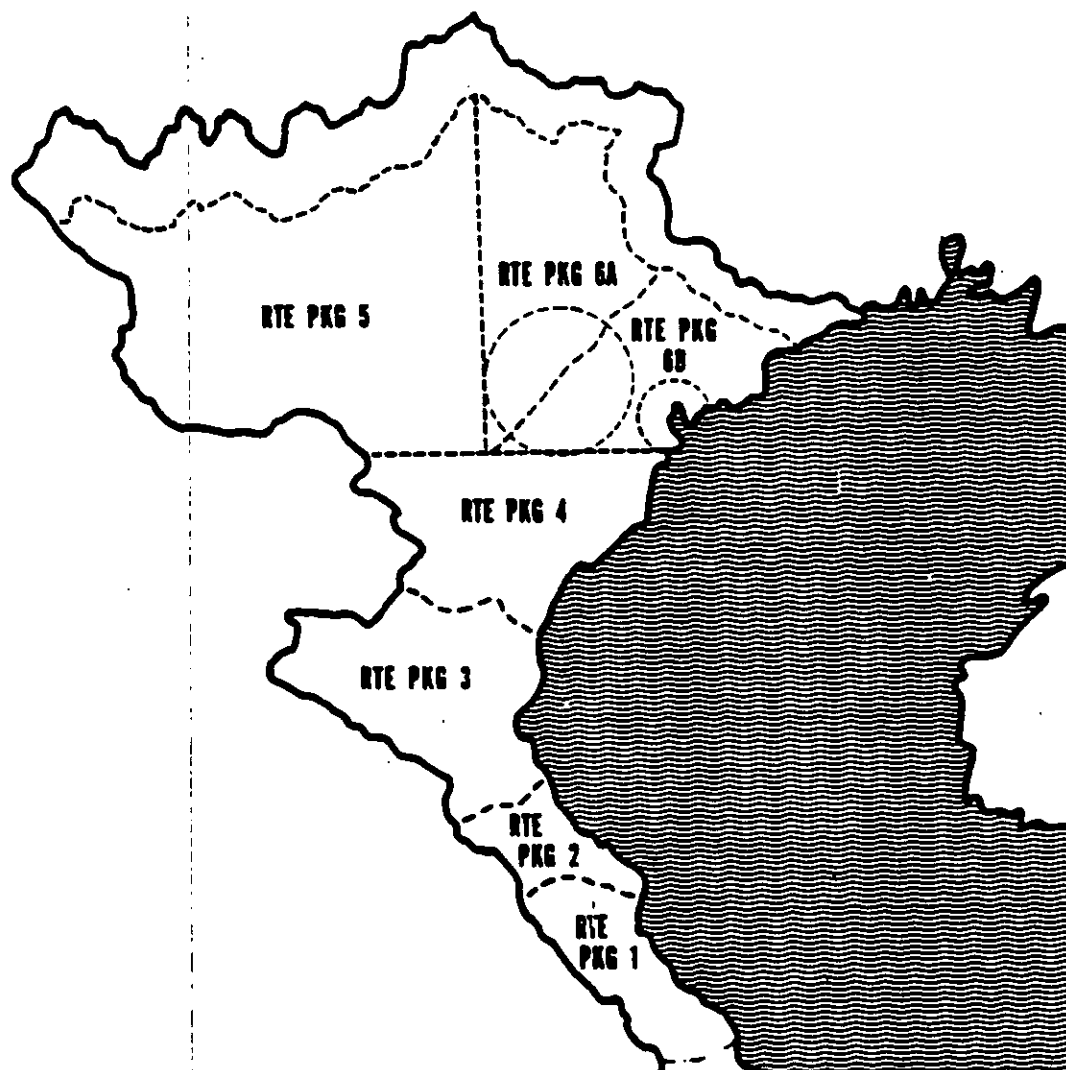 RTE PKG 5
RTE PKG 6A
RTE PKG
6B
RTE PKG 4
RTE PKG 3
RTE
PKG 2
RTE
PKG 1